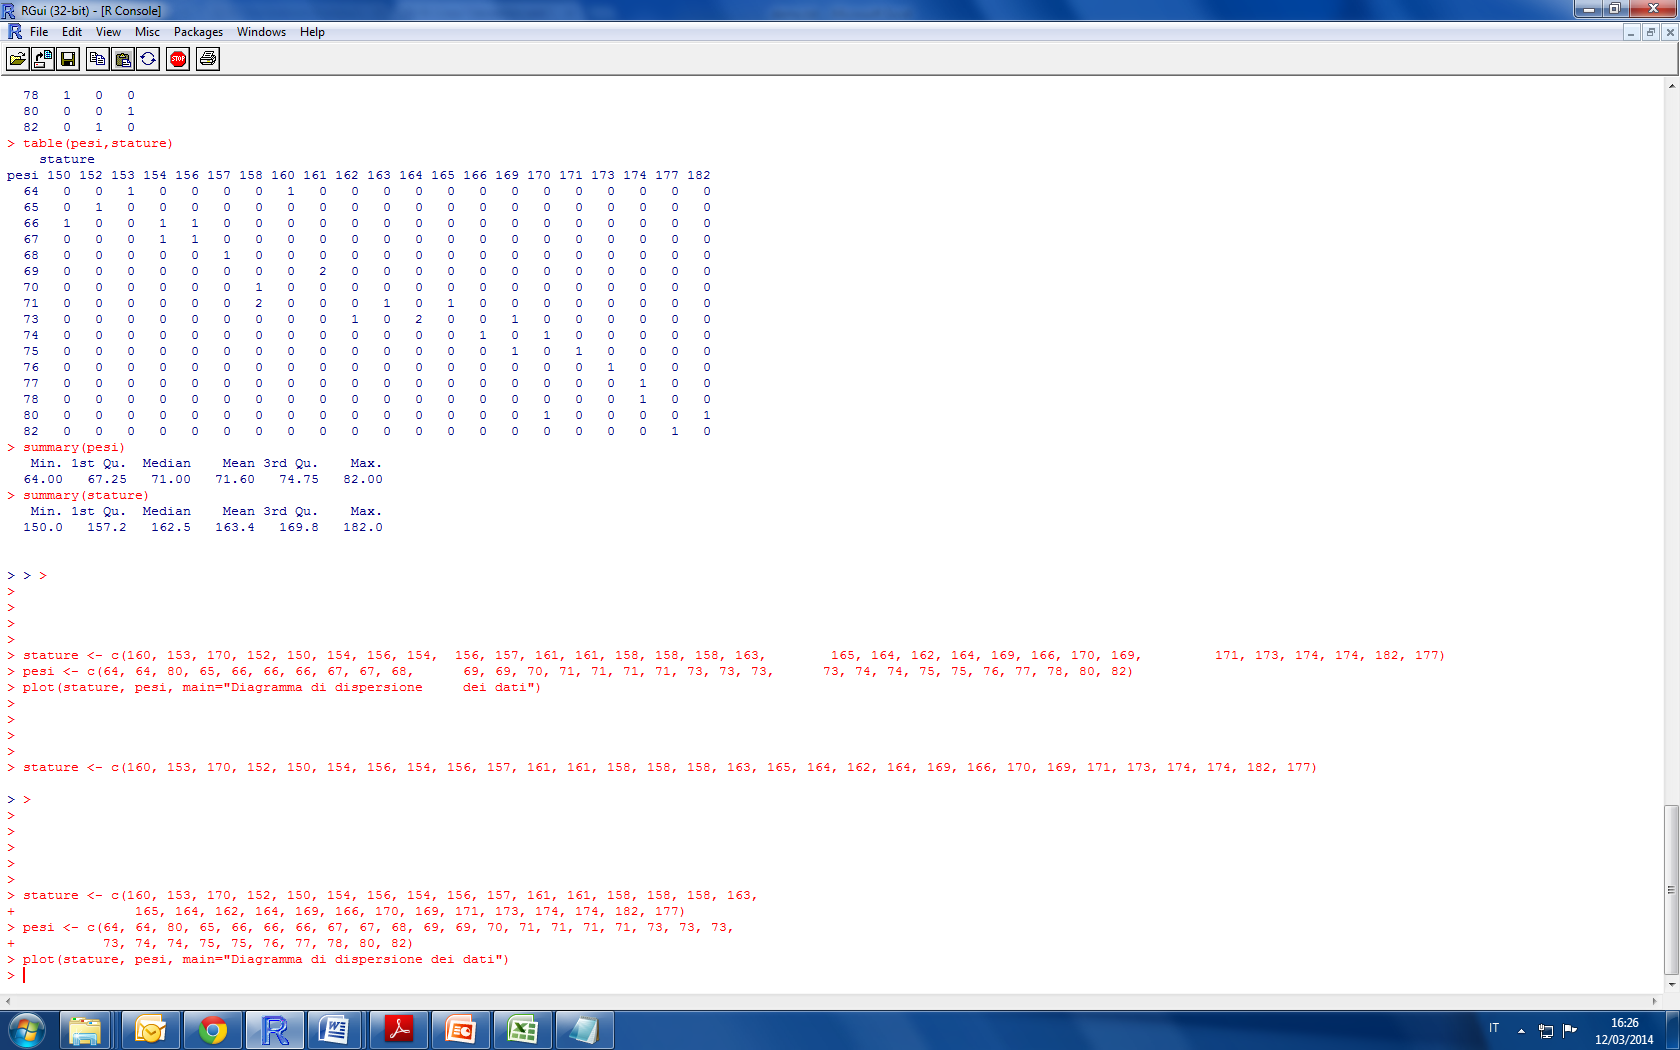 RGui (32-bit) - [R Console]
File Edit View Misc Packages Windows Help
STOP
78 1 0 0
80 0 0 1
82 0 1 0
> table(pesi,stature)
stature
pesi 150 152 153 154 156 157 158 160 161 162 163 164 165 166 169 170 171 173 174 177 182
64 0 0 1 0 0 0 0 1 0 0 0 0 0 0 0 0 0 0 0 0 0
65 0 1 0 0 0 0 0 0 0 0 0 0 0 0 0 0 0 0 0 0 0
66 1 0 0 1 1 0 0 0 0 0 0 0 0 0 0 0 0 0 0 0 0
67 0 0 0 1 1 0 0 0 0 0 0 0 0 0 0 0 0 0 0 0 0
68 0 0 0 0 0 1 0 0 0 0 0 0 0 0 0 0 0 0 0 0 0
69 0 0 0 0 0 0 0 0 2 0 0 0 0 0 0 0 0 0 0 0 0
70 0 0 0 0 0 0 1 0 0 0 0 0 0 0 0 0 0 0 0 0 0
71 0 0 0 0 0 0 2 0 0 0 1 0 1 0 0 0 0 0 0 0 0
73 0 0 0 0 0 0 0 0 0 1 0 2 0 0 1 0 0 0 0 0 0
74 0 0 0 0 0 0 0 0 0 0 0 0 0 1 0 1 0 0 0 0 0
75 0 0 0 0 0 0 0 0 0 0 0 0 0 0 1 0 1 0 0 0 0
76 0 0 0 0 0 0 0 0 0 0 0 0 0 0 0 0 0 1 0 0 0
77 0 0 0 0 0 0 0 0 0 0 0 0 0 0 0 0 0 0 1 0 0
78 0 0 0 0 0 0 0 0 0 0 0 0 0 0 0 0 0 0 1 0 0
80 0 0 0 0 0 0 0 0 0 0 0 0 0 0 0 1 0 0 0 0 1
82 0 0 0 0 0 0 0 0 0 0 0 0 0 0 0 0 0 0 0 1 0
> summary(pesi)
Min. 1st Qu. Median Mean 3rd Qu. Max.
64.00 67.25 71.00 71.60 74.75 82.00
> summary(stature)
Min. 1st Qu. Median Mean 3rd Qu. Max.
150.0 157.2 162.5 163.4 169.8 182.0
> > >
>
>
>
>
> stature <- c(160, 153, 170, 152, 150, 154, 156, 154, 156, 157, 161, 161, 158, 158, 158, 163, 165, 164, 162, 164, 169, 166, 170, 169, 171, 173, 174, 174, 182, 177)
> pesi <- c(64, 64, 80, 65, 66, 66, 66, 67, 67, 68, 69, 69, 70, 71, 71, 71, 71, 73, 73, 73, 73, 74, 74, 75, 75, 76, 77, 78, 80, 82)
> plot(stature, pesi, main="Diagramma di dispersione dei dati")
>
>
>
>
> stature <- c(160, 153, 170, 152, 150, 154, 156, 154, 156, 157, 161, 161, 158, 158, 158, 163, 165, 164, 162, 164, 169, 166, 170, 169, 171, 173, 174, 174, 182, 177)
> >
>
>
>
>
>
> stature <- c(160, 153, 170, 152, 150, 154, 156, 154, 156, 157, 161, 161, 158, 158, 158, 163,
+ 165, 164, 162, 164, 169, 166, 170, 169, 171, 173, 174, 174, 182, 177)
> pesi <- c(64, 64, 80, 65, 66, 66, 66, 67, 67, 68, 69, 69, 70, 71, 71, 71, 71, 73, 73, 73,
+ 73, 74, 74, 75, 75, 76, 77, 78, 80, 82)
> plot(stature, pesi, main="Diagramma di dispersione dei dati")
>
IT
16:26
12/03/2014